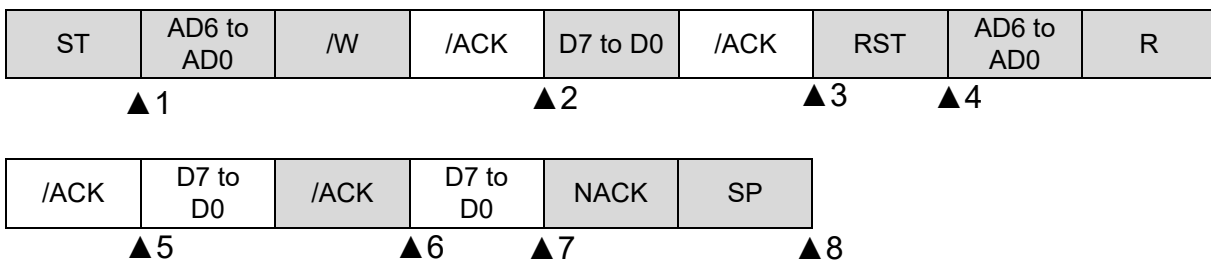 ST AD6 to AD0 /W /ACK D7 to D0 /ACK RST AD6 to AD0 R
▲1 ▲2 ▲3 ▲4
/ACK D7 to D0 /ACK D7 to D0 NACK SP
▲5 ▲6 ▲7 ▲8